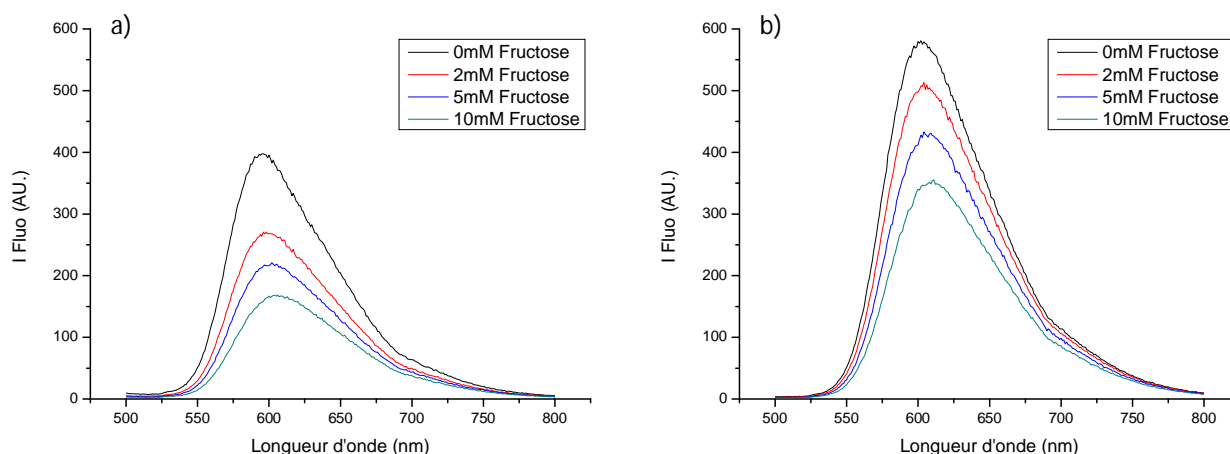 a)
600
500
400
300
200
100
0
I Fluo (AU.)
0mM Fructose
2mM Fructose
5mM Fructose
10mM Fructose
500 550 600 650 700 750 800
Longueur d'onde (nm)
b)
600
500
400
300
200
100
0
I Fluo (AU.)
0mM Fructose
2mM Fructose
5mM Fructose
10mM Fructose
500 550 600 650 700 750 800
Longueur d'onde (nm)